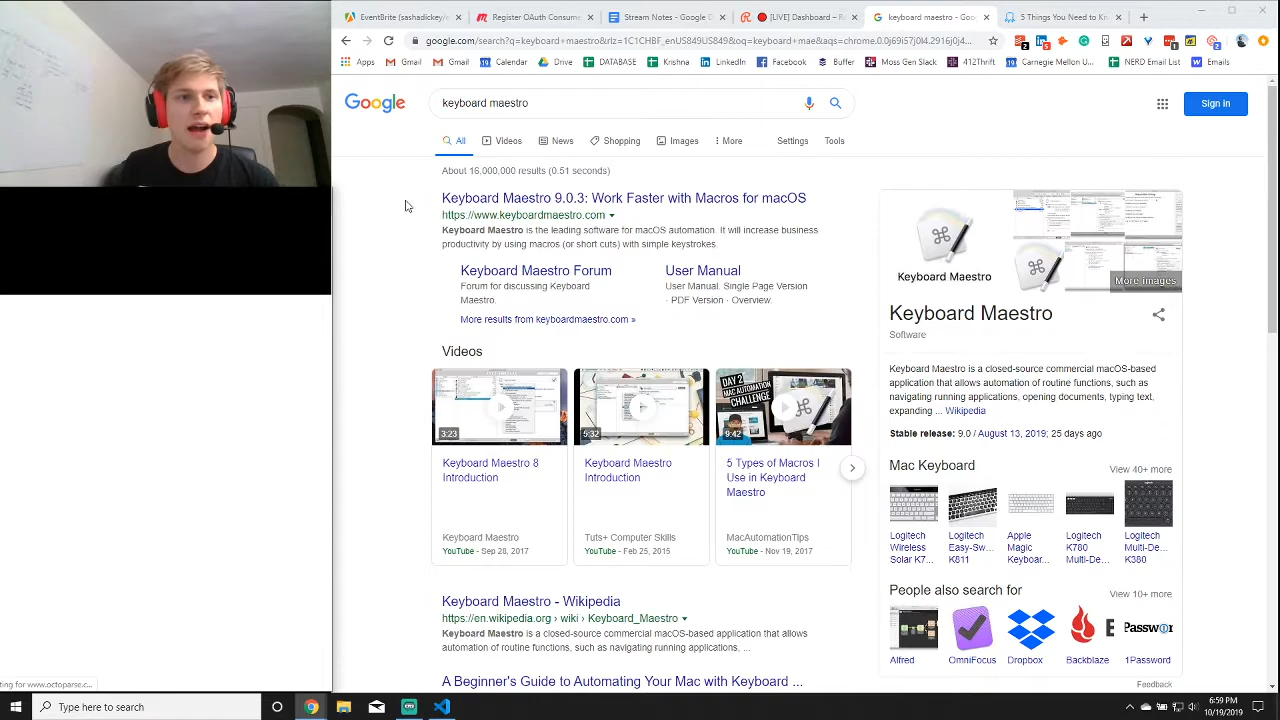 EventBrite (sashadickey/e...
Register OAuth Consume...
Stream Notes - Google D...
[LIVE] Dashboard – R...
keyboard maestro - Goo...
5 Things You Need to Kn...
google.com/search?q=keyboard+maestro&rlz=1C1CHBF_enUS849US849&oq=keyboard+mae&aqs=chrome.0.0j69i57j0l4.2916j0j4...
Apps
Gmail
Gmail
Calendar
Drive
DATABASE
Krishna
LinkedIn
Facebook
Buffer
Moss Gen Slack
412Thrift
Carnegie Mellon U...
NERD Email List
Emails
Google
keyboard maestro
Sign in
All
Videos
News
Shopping
Images
More
Settings
Tools
About 16,000,000 results (0.51 seconds)
Keyboard Maestro 9.0.3: Work Faster with Macros for macOS
https://www.keyboardmaestro.com
Keyboard Maestro is the leading software for macOS automation. It will increase business
productivity by using macros (or short cuts) with simple keystrokes.
Keyboard Maestro Forum
Forums for discussing Keyboard
Maestro.
User Manual
User Manual. Single Page Version
· PDF Version · Overview.
More results from keyboardmaestro.com »
Videos
3:23
5:32
DAY 2
MAC AUTOMATION
CHALLENGE
9:42
Keyboard Maestro 8
Introduction
Keyboard Maestro
Introduction
5 Types of Macros I
Use in Keyboard
Maestro
Keyboard Maestro
YouTube - Sep 28, 2017
Tuts+ Computer Skills
YouTube - Feb 25, 2015
MacAutomationTips
YouTube - Nov 19, 2017
Keyboard Maestro - Wikipedia
https://en.wikipedia.org › wiki › Keyboard_Maestro
Keyboard Maestro is a closed-source commercial macOS-based application that allows
automation of routine functions, such as navigating running applications, ...
A Beginner's Guide to Automating Your Mac with Keyboard ...
Keyboard Maestro
More images
Keyboard Maestro
Software
Keyboard Maestro is a closed-source commercial macOS-based
application that allows automation of routine functions, such as
navigating running applications, opening documents, typing text,
expanding ... Wikipedia
Stable release: 9.0 / August 13, 2019; 25 days ago
Mac Keyboard
View 40+ more
Logitech
Wireless
Solar K7...
Logitech
Easy-Sw...
K811
Apple
Magic
Keyboar...
Logitech
K780
Multi-De...
Logitech
Multi-De...
K380
People also search for
View 10+ more
Alfred
OmniFocus
Dropbox
Backblaze
1Password
Feedback
ting for www.octoparse.c...
Type here to search
6:59 PM
10/19/2019